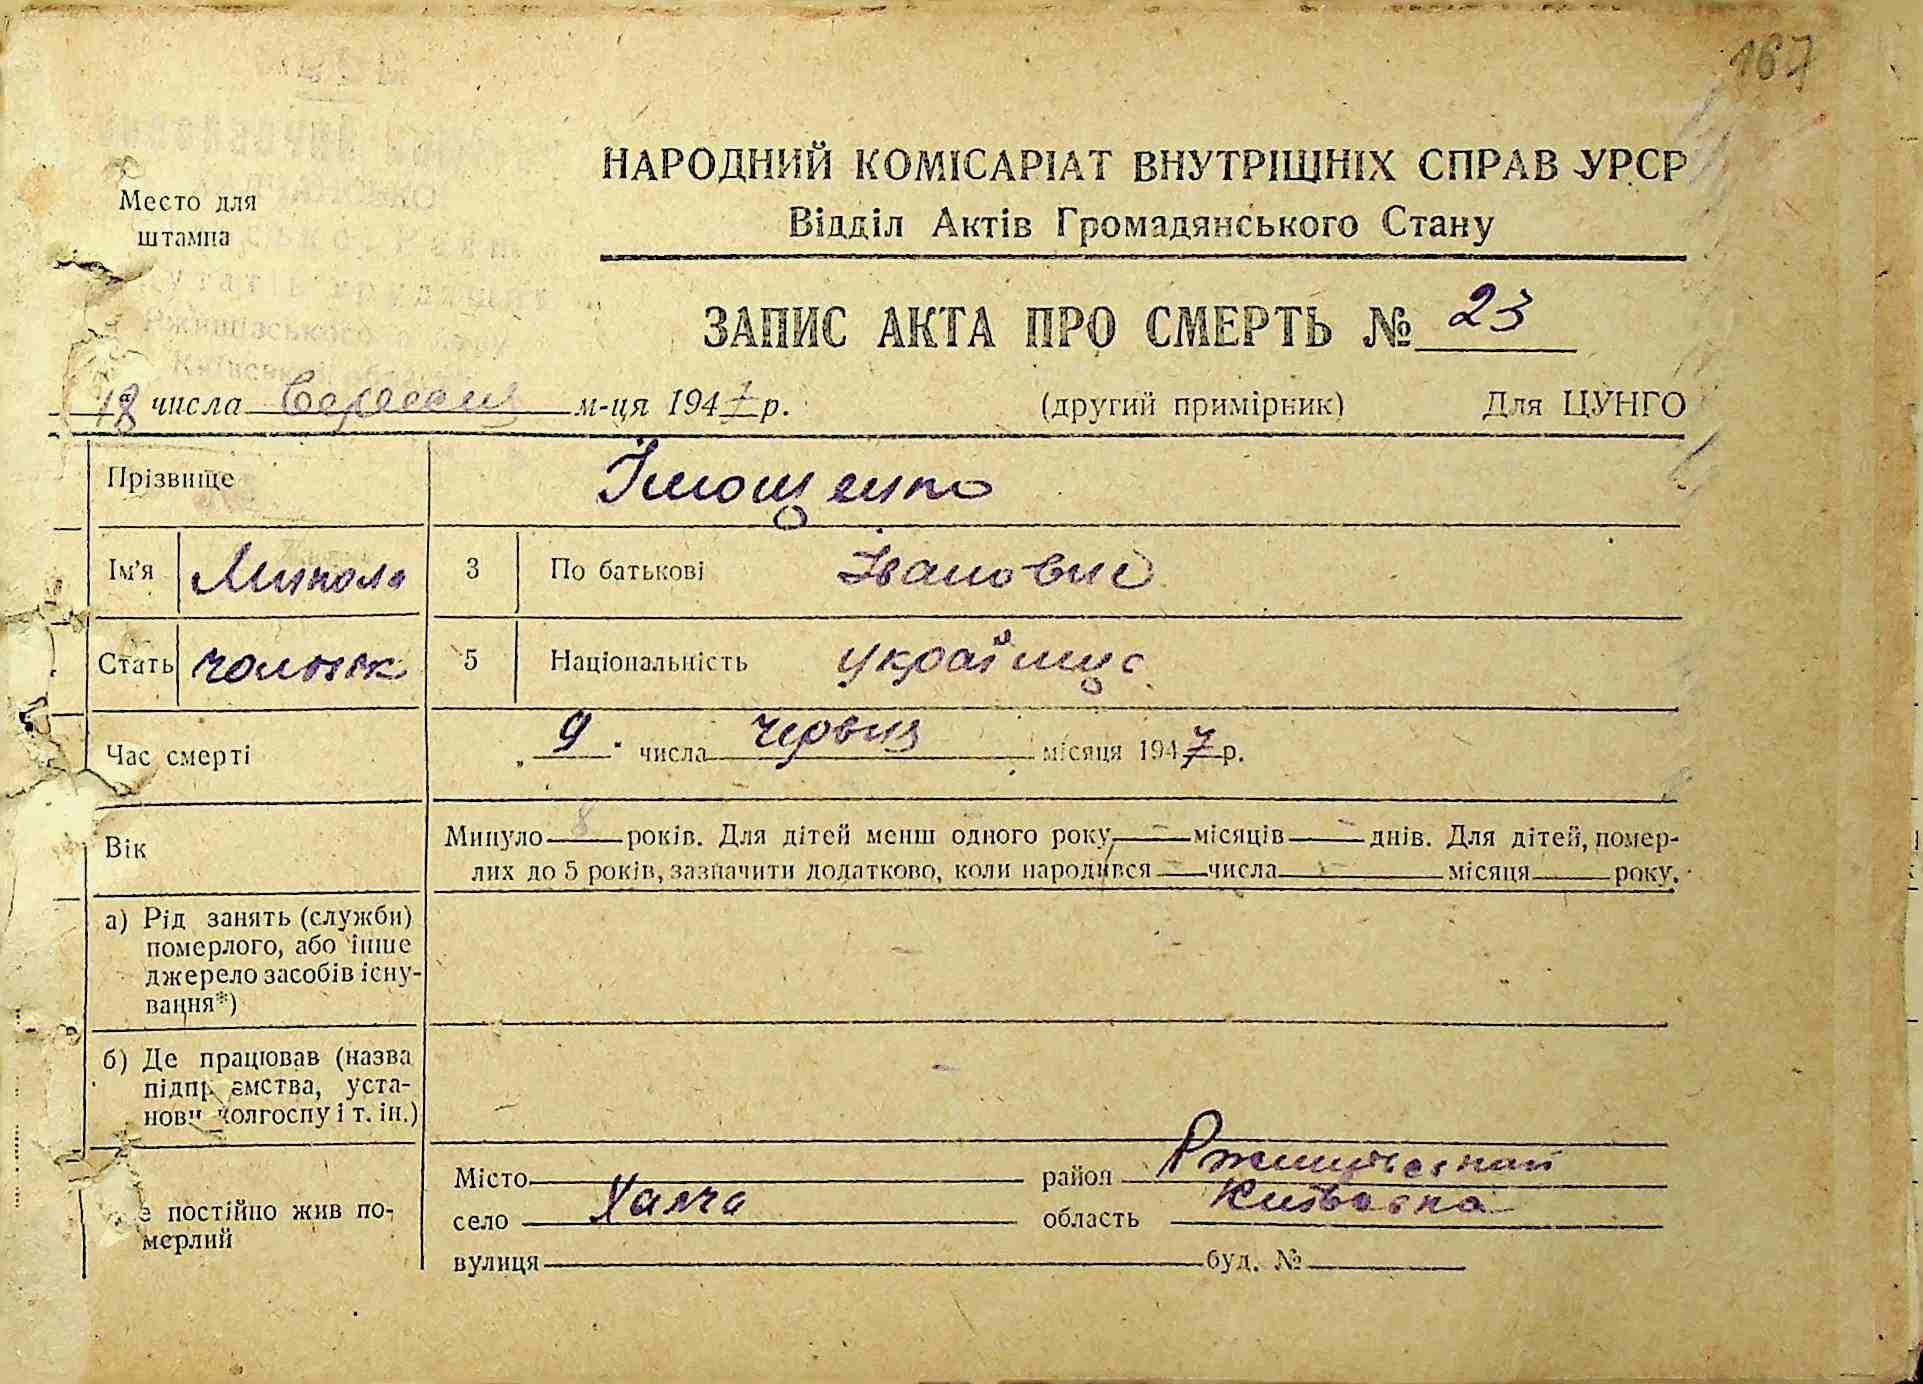 167
Место для
штампа
НАРОДНИЙ КОМІСАРІАТ ВНУТРІШНІХ СПРАВ УРСР
Відділ Актів Громадянського Стану
ЗАПИС АКТА ПРО СМЕРТЬ № 23
18 числа Вересня м-ця 1947 р. (другий примірник) Для ЦУНГО
Прізвище
Ім'я Микола 3 По батькові Іванович
Стать чоловік 5 Національність українец
Час смерті „ 9 " числа червня місяця 1947 р.
Вік
Минуло 8 років. Для дітей менш одного року, – місяців – днів. Для дітей, помер-
лих до 5 років, зазначити додатково, коли народився числа – місяця року.
а) Рід занять (служби)
померлого, або інше
джерело засобів існу-
вання*)
–
б) Де працював (назва
підприємства, уста-
нови колгоспу і т. ін.)
–
е постійно жив по-
мерлий
Місто район Ржищевский
село Халча область Київська
вулиця буд. №